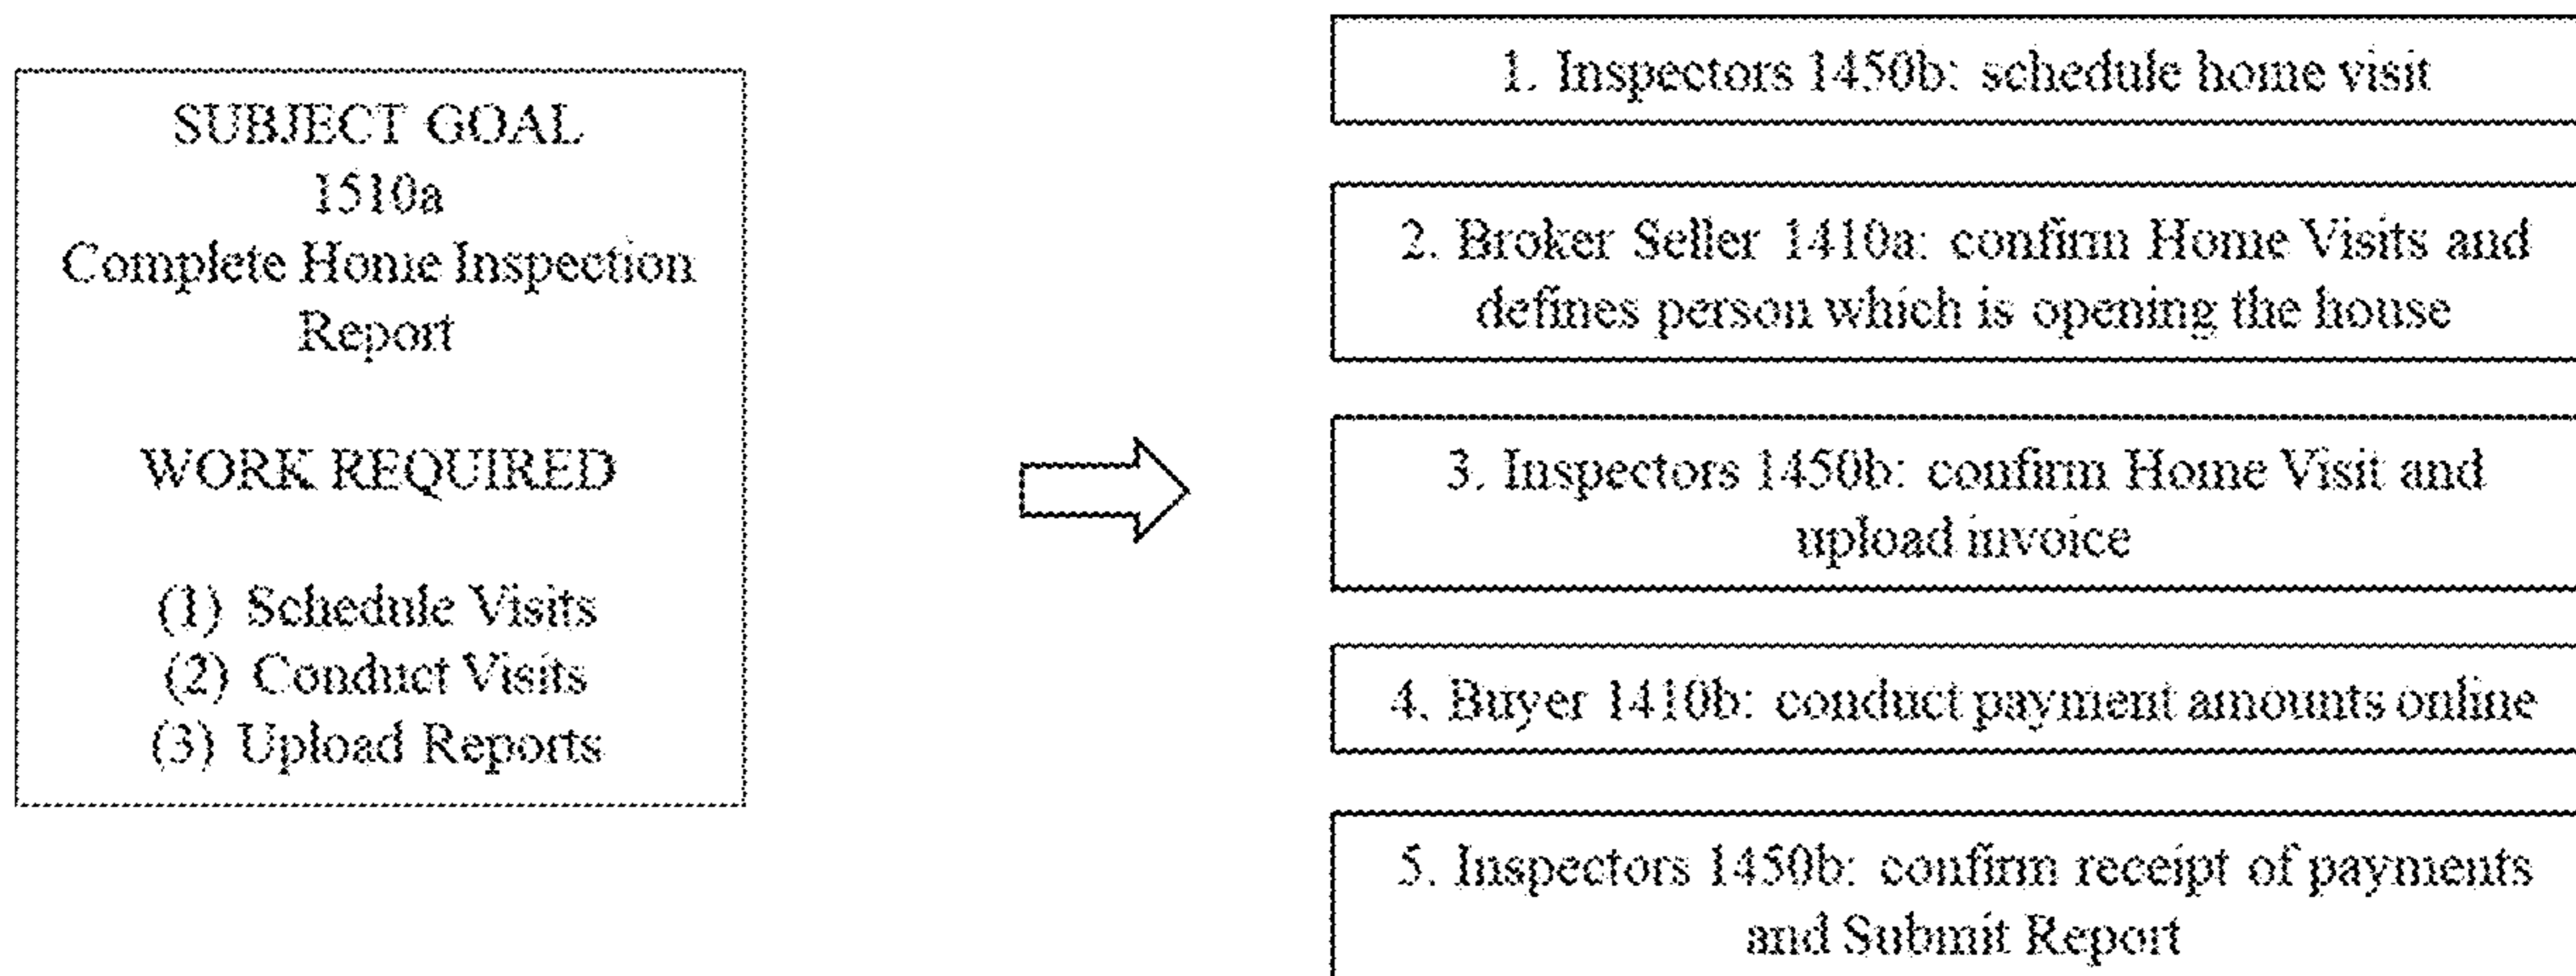 SUBJECT GOAL
1510a
Complete Home Inspection
Report
WORK REQUIRED
(1) Schedule Visits
(2) Conduct Visits
(3) Upload Reports
1. Inspectors 1450b: schedule home visit
2. Broker Seller 1410a: confirm Home Visits and
defines person which is opening the house
3. Inspectors 1450b: confirm Home Visit and
upload invoice
4. Buyer 1410b: conduct payment amounts online
5. Inspectors 1450b: confirm receipt of payments
and Submit Report